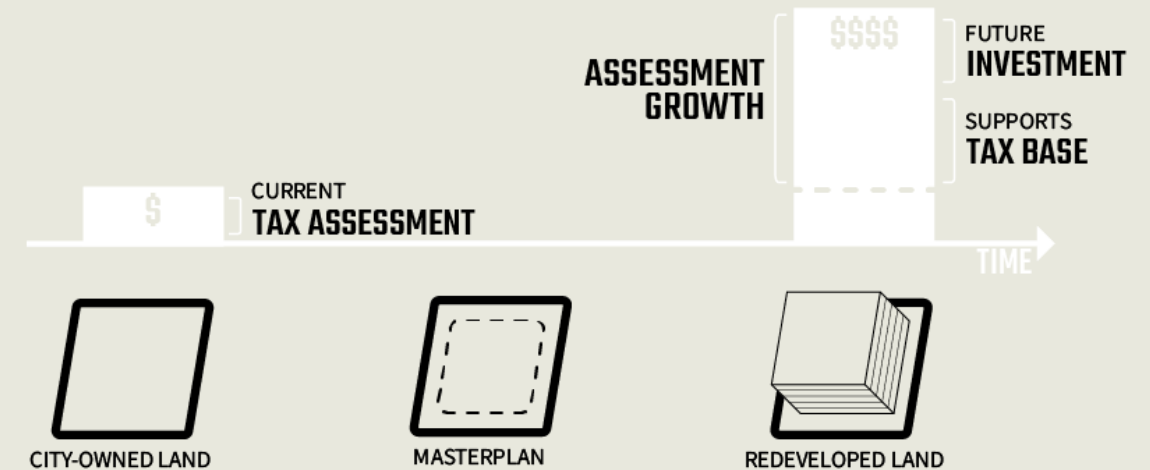 $$$$
FUTURE
INVESTMENT
ASSESSMENT
GROWTH
SUPPORTS
TAX BASE
$
CURRENT
TAX ASSESSMENT
TIME
CITY-OWNED LAND
MASTERPLAN
REDEVELOPED LAND